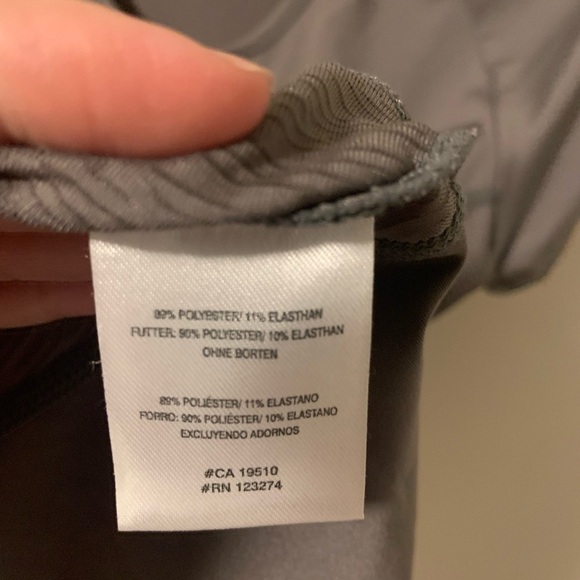 89% POLYESTER/ 11% ELASTHAN
FUTTER: 90% POLYESTER/ 10% ELASTHAN
OHNE BORTEN
89% POLIÉSTER/ 11% ELASTANO
FORRO: 90% POLIÉSTER/ 10% ELASTANO
EXCLUYENDO ADORNOS
#CA 19510
#RN 123274